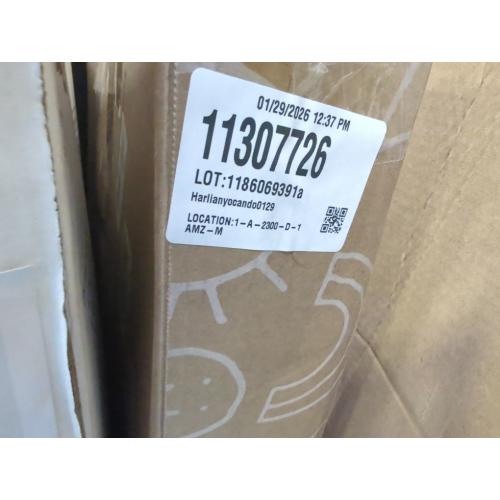 01/29/2026 12:37 PM
11307726
LOT:1186069391a
Harlianyocando0129
LOCATION:1-A-2300-D-1
AMZ-M